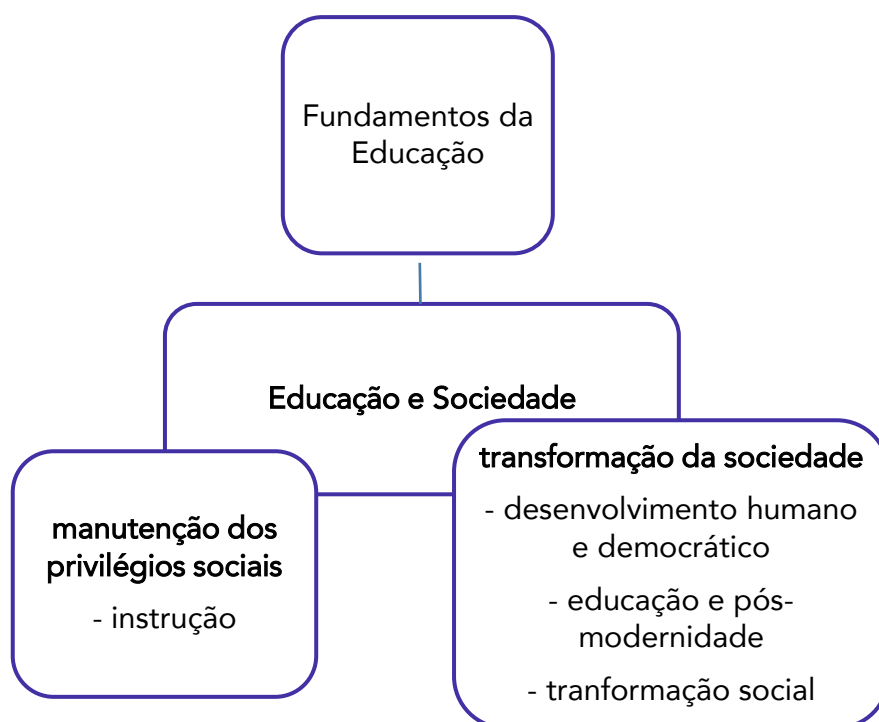 Fundamentos da
Educação
Educação e Sociedade
manutenção dos
privilégios sociais
- instrução
transformação da sociedade
- desenvolvimento humano
e democrático
- educação e pós-
modernidade
- tranformação social